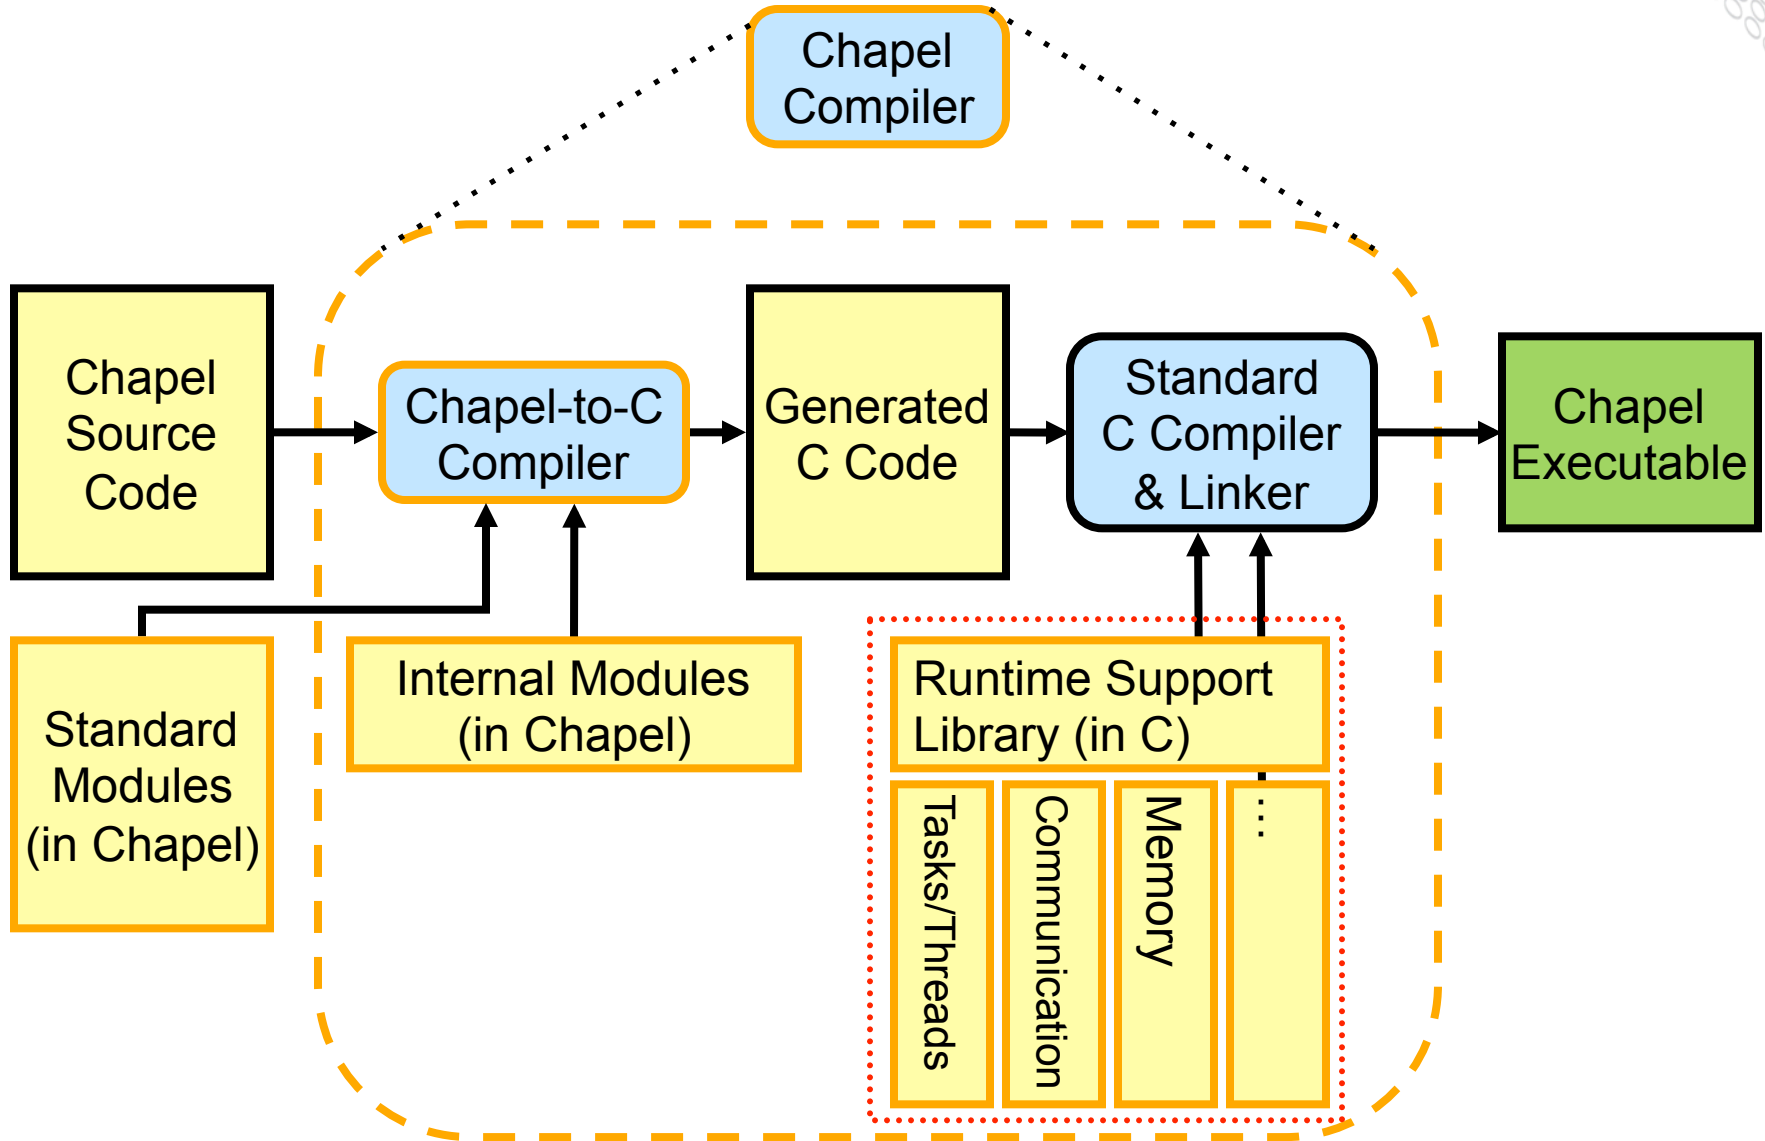 Chapel
Compiler
Chapel
Source
Code
Chapel-to-C
Compiler
Generated
C Code
Standard
C Compiler
& Linker
Chapel
Executable
Standard
Modules
(in Chapel)
Internal Modules
(in Chapel)
Runtime Support
Library (in C)
Tasks/Threads
Communication
Memory
...